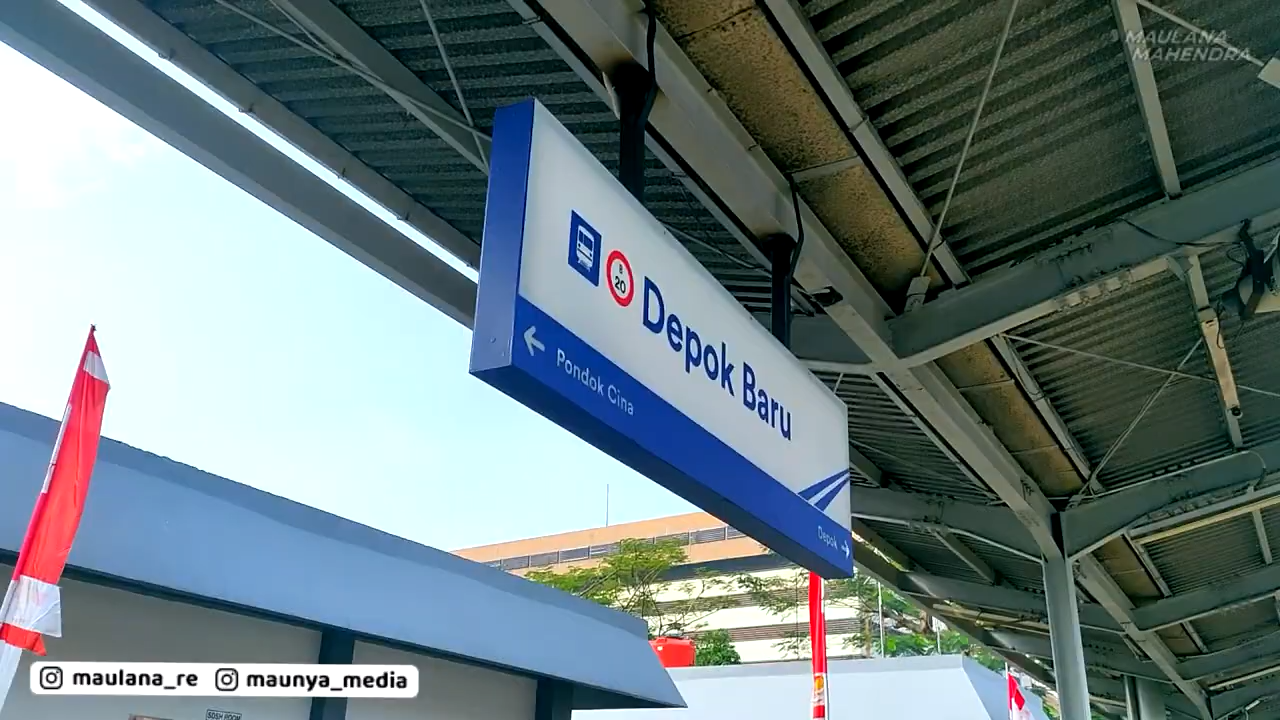 MAULANA
MAHENDRA
B
20
Depok Baru
← Pondok Cina
Depok →
maulana_re maunya_media